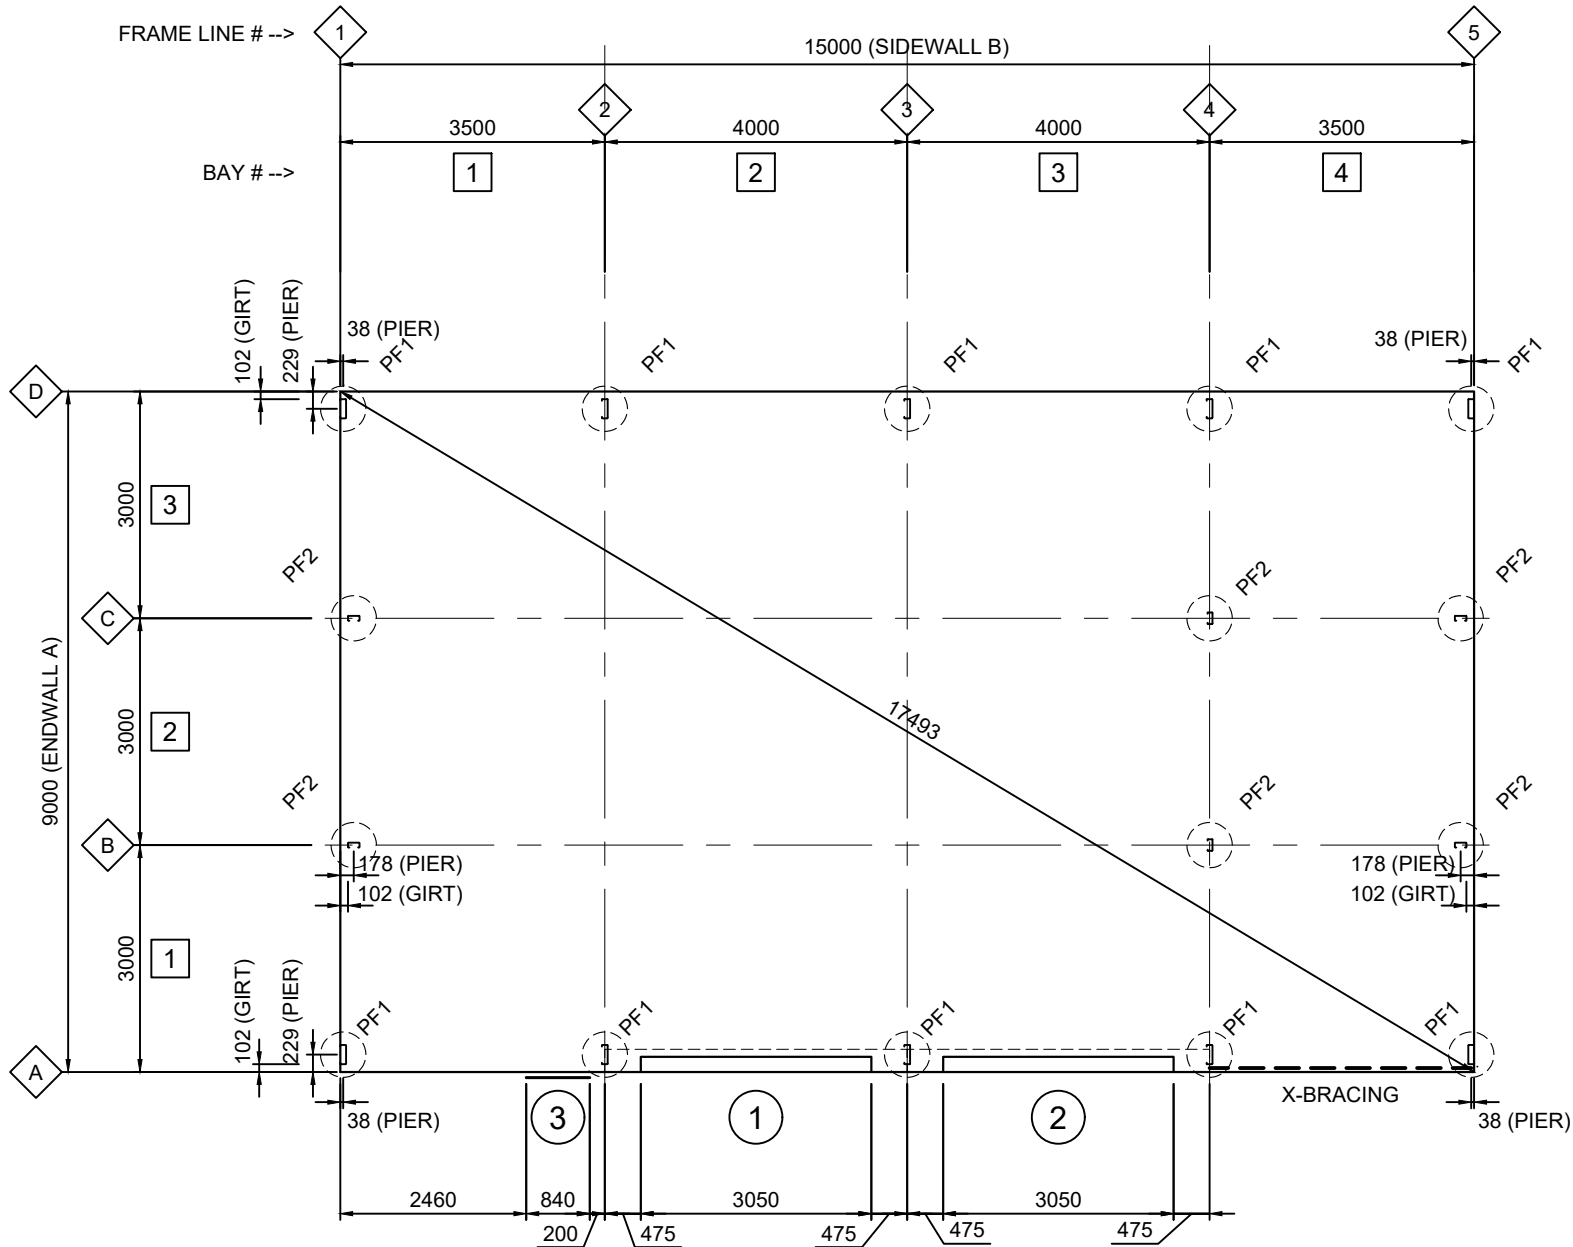 FRAME LINE # -->
1
5
15000 (SIDEWALL B)
2
3
4
3500
4000
4000
3500
BAY # -->
1
2
3
4
102 (GIRT)
229 (PIER)
38 (PIER)
PF1
PF1
PF1
PF1
38 (PIER)
PF1
D
3000
3
PF2
PF2
PF2
C
9000 (ENDWALL A)
3000
2
17493
PF2
PF2
PF2
B
178 (PIER)
102 (GIRT)
178 (PIER)
102 (GIRT)
3000
1
102 (GIRT)
229 (PIER)
PF1
PF1
PF1
PF1
PF1
A
X-BRACING
38 (PIER)
3
1
2
38 (PIER)
2460
840
3050
3050
200
475
475
475
475